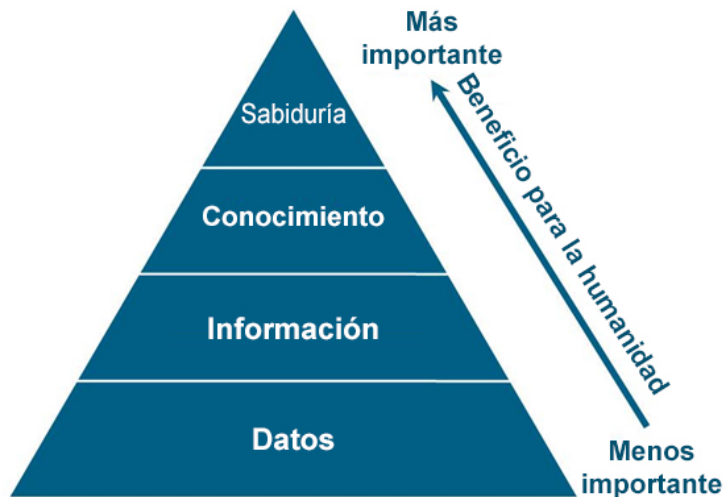 Más
importante
Sabiduría
Beneficio para la humanidad
Conocimiento
Información
Datos
Menos
importante